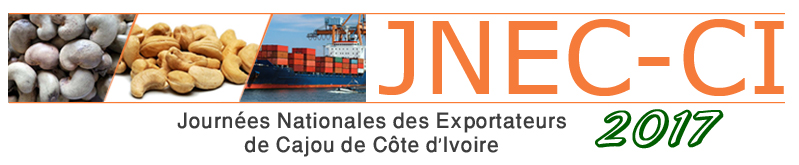 JNEC-CI
Journées Nationales des Exportateurs
de Cajou de Côte d'Ivoire
2017